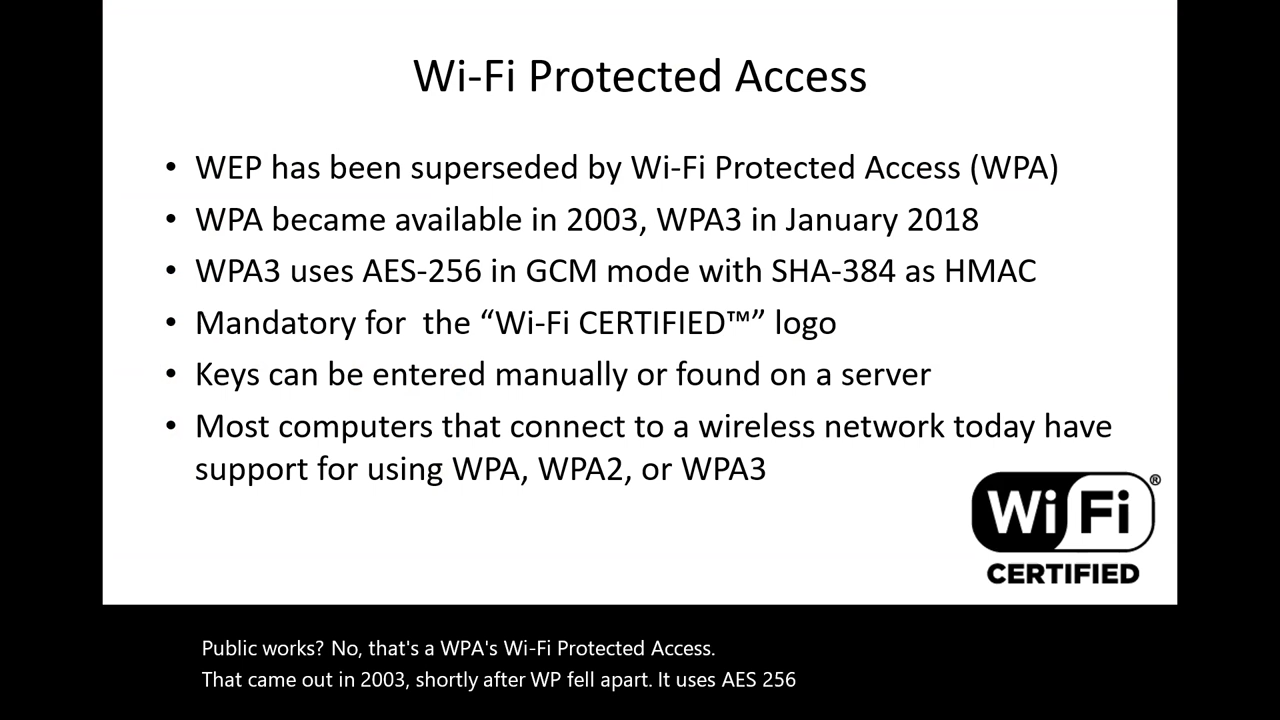 Wi-Fi Protected Access
• WEP has been superseded by Wi-Fi Protected Access (WPA)
• WPA became available in 2003, WPA3 in January 2018
• WPA3 uses AES-256 in GCM mode with SHA-384 as HMAC
• Mandatory for  the “Wi-Fi CERTIFIED™” logo
• Keys can be entered manually or found on a server
• Most computers that connect to a wireless network today have
support for using WPA, WPA2, or WPA3
Wi Fi ®
CERTIFIED
Public works? No, that's a WPA's Wi-Fi Protected Access.
That came out in 2003, shortly after WP fell apart. It uses AES 256